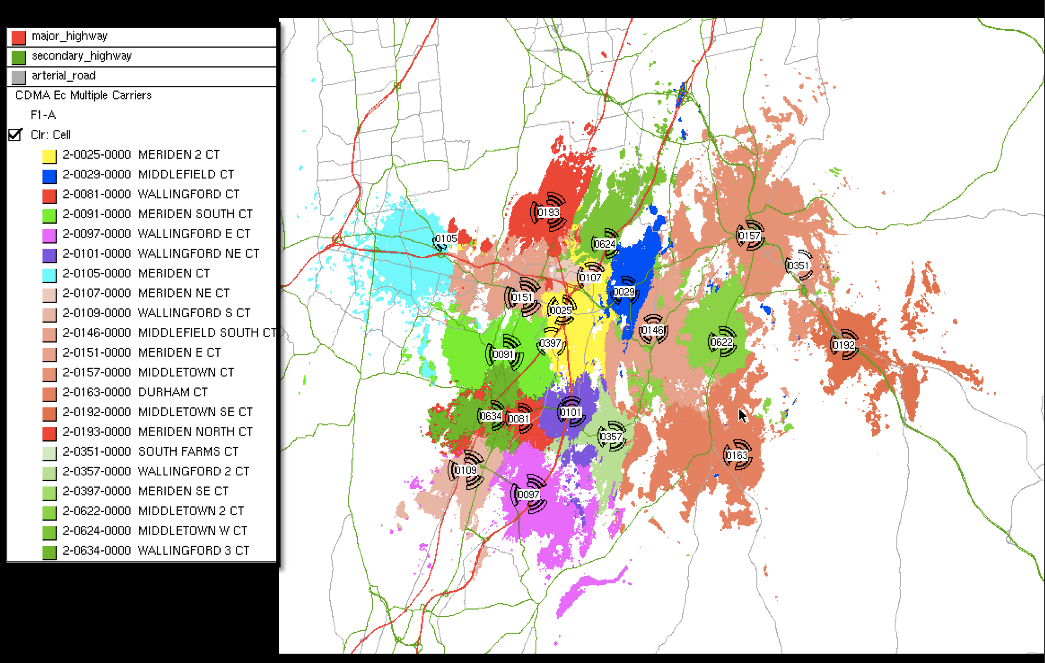 major_highway
secondary_highway
arterial_road
CDMA Ec Multiple Carriers
F1-A
Clr: Cell
2-0025-0000 MERIDEN 2 CT
2-0029-0000 MIDDLEFIELD CT
2-0081-0000 WALLINGFORD CT
2-0091-0000 MERIDEN SOUTH CT
2-0097-0000 WALLINGFORD E CT
2-0101-0000 WALLINGFORD NE CT
2-0105-0000 MERIDEN CT
2-0107-0000 MERIDEN NE CT
2-0109-0000 WALLINGFORD S CT
2-0146-0000 MIDDLEFIELD SOUTH CT
2-0151-0000 MERIDEN E CT
2-0157-0000 MIDDLETOWN CT
2-0163-0000 DURHAM CT
2-0192-0000 MIDDLETOWN SE CT
2-0193-0000 MERIDEN NORTH CT
2-0351-0000 SOUTH FARMS CT
2-0357-0000 WALLINGFORD 2 CT
2-0397-0000 MERIDEN SE CT
2-0622-0000 MIDDLETOWN 2 CT
2-0624-0000 MIDDLETOWN W CT
2-0634-0000 WALLINGFORD 3 CT
0193
0105
0624
0157
0351
0107
0151
0029
0025
0146
0622
0192
0397
0091
0634
0081
0101
0357
0163
0109
0097